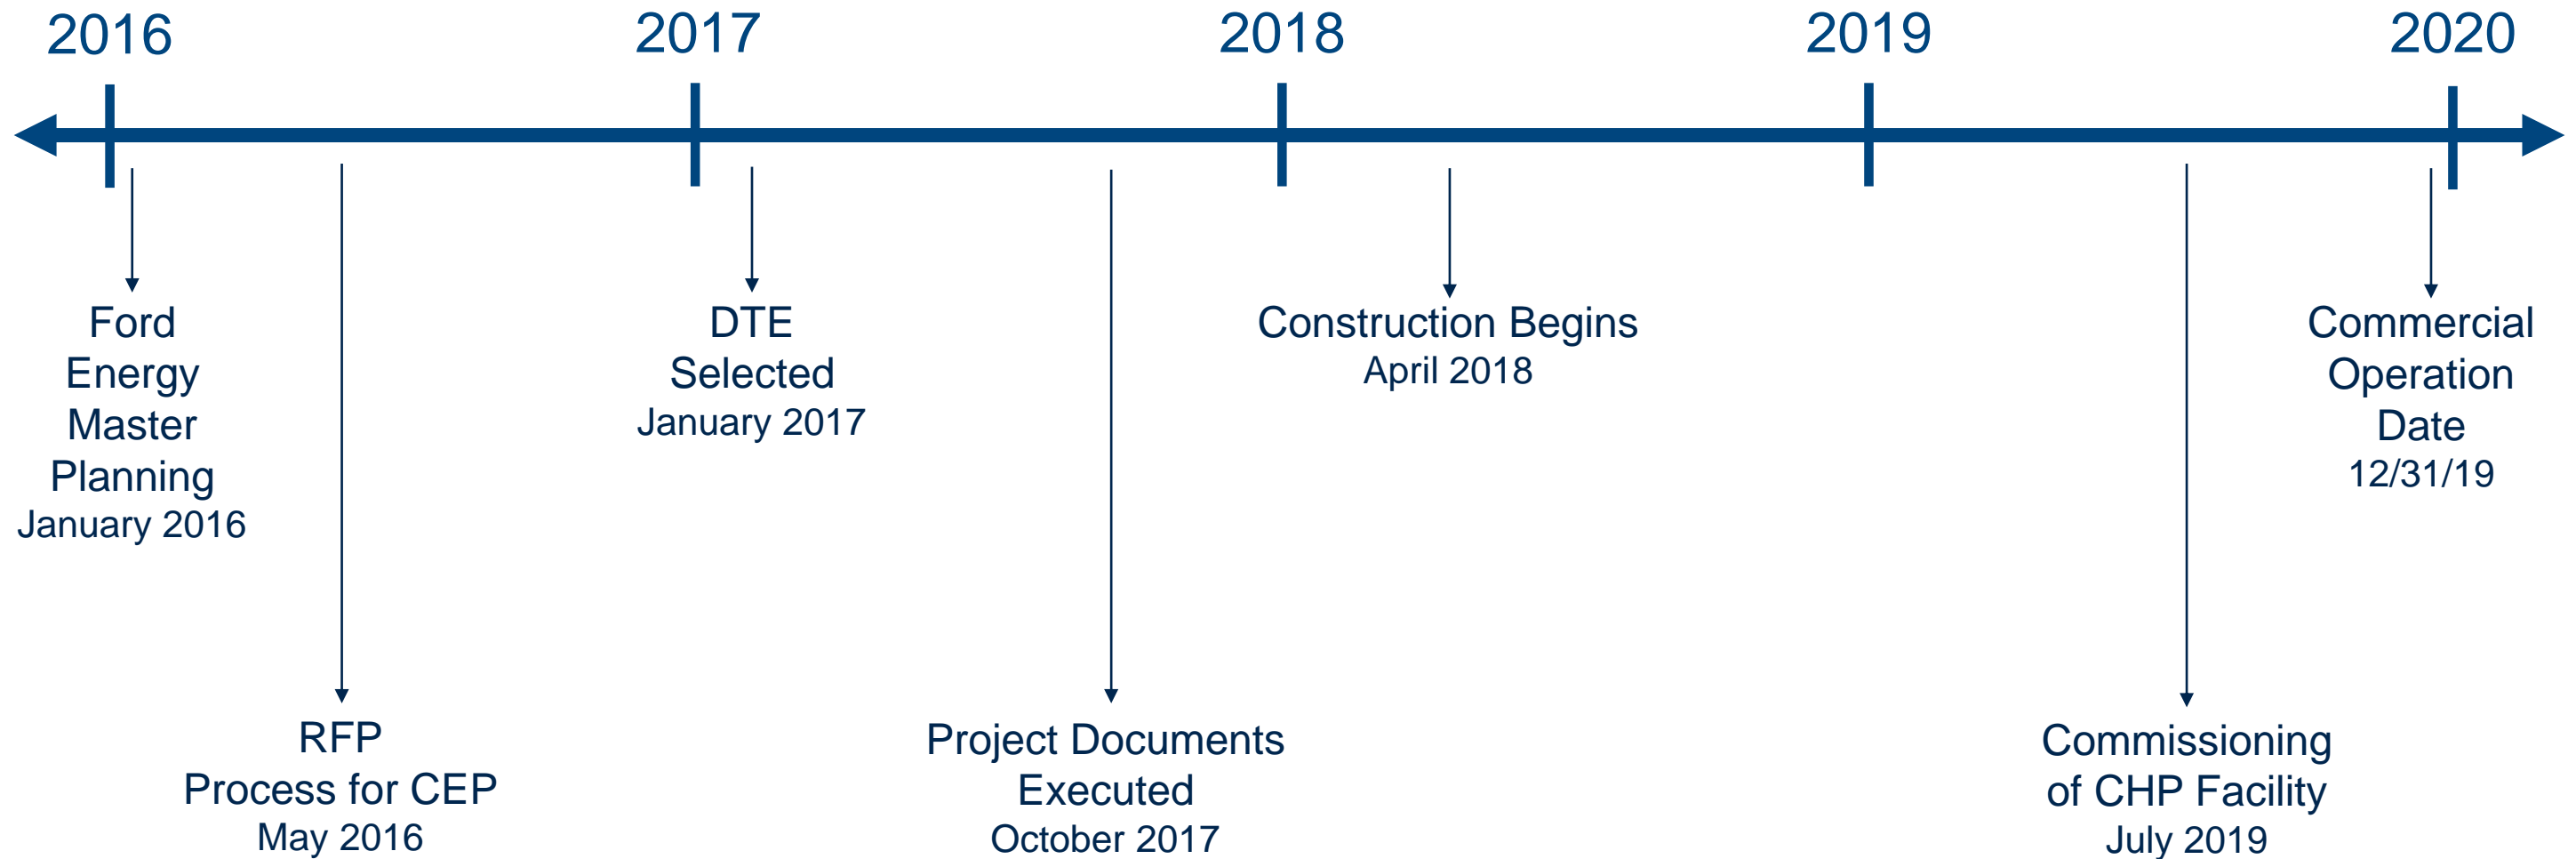 2016
2017
2018
2019
2020
Ford
Energy
Master
Planning
January 2016
RFP
Process for CEP
May 2016
DTE
Selected
January 2017
Project Documents
Executed
October 2017
Construction Begins
April 2018
Commissioning
of CHP Facility
July 2019
Commercial
Operation
Date
12/31/19